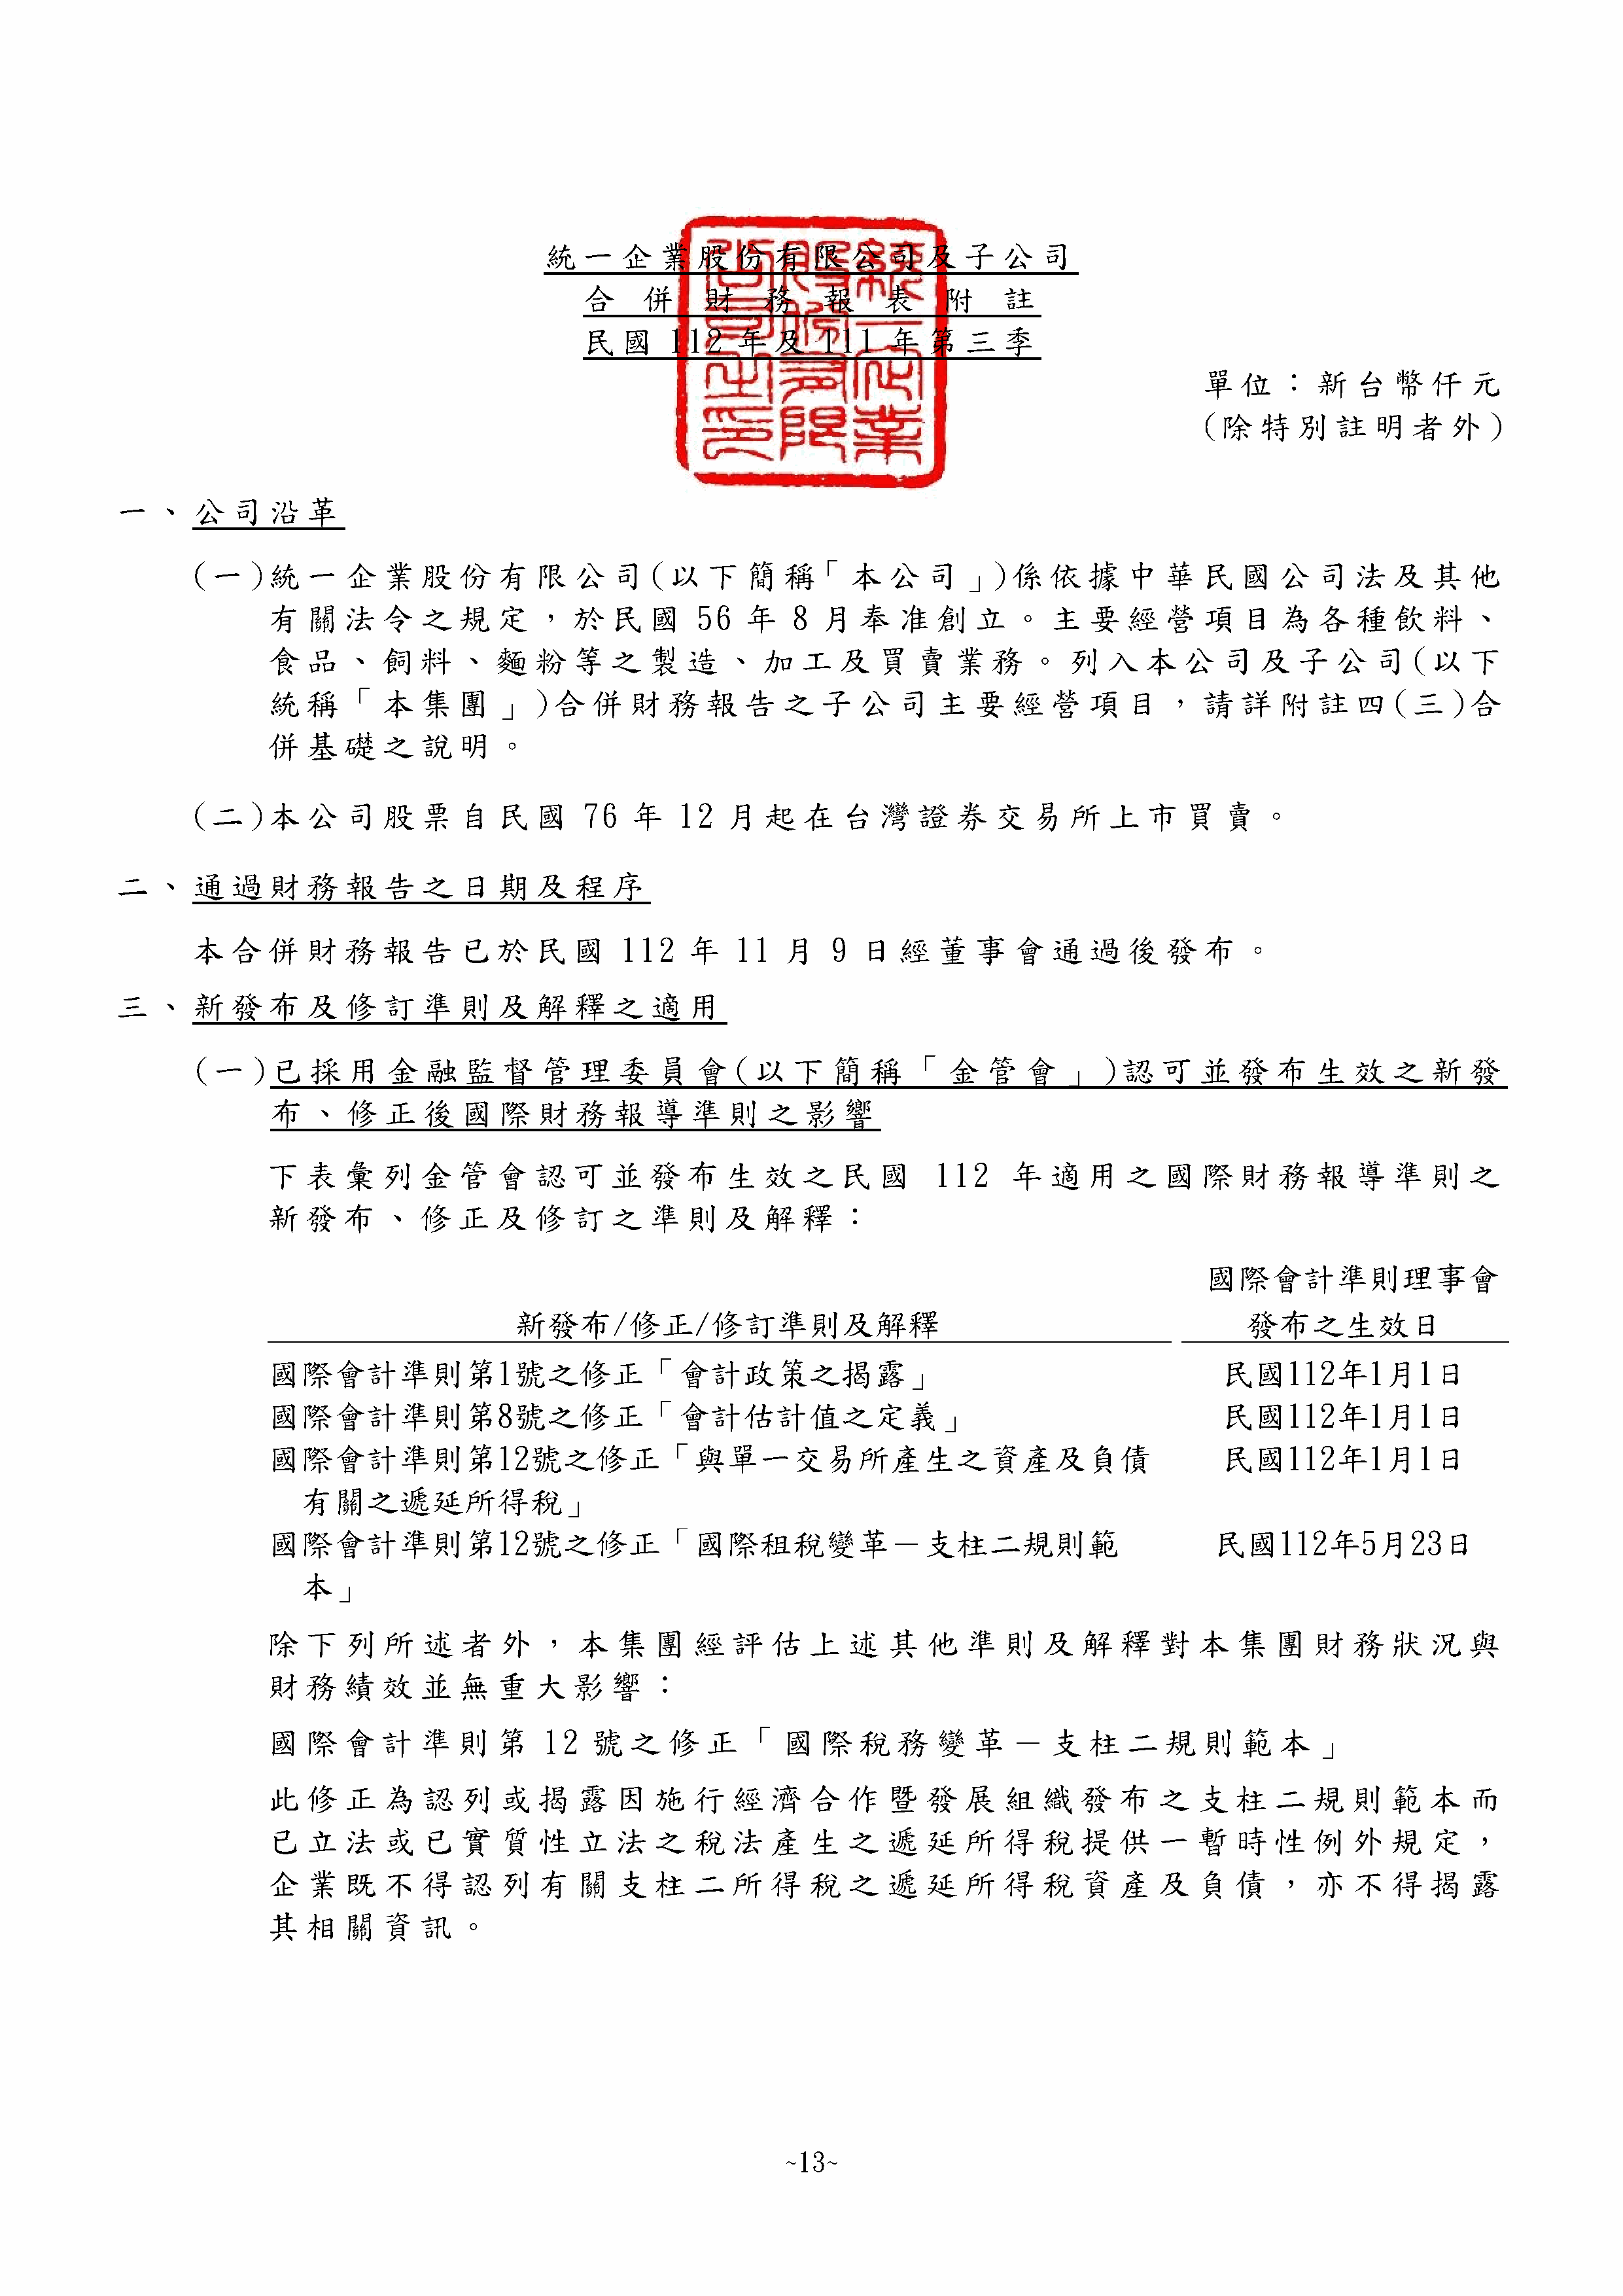 統一企業股份有限公司及子公司
合併財務報表附註
民國 112 年及 111 年第三季
單位：新台幣仟元
(除特別註明者外)
一、公司沿革
(一)統一企業股份有限公司(以下簡稱「本公司」)係依據中華民國公司法及其他
有關法令之規定，於民國 56 年 8 月奉准創立。主要經營項目為各種飲料、
食品、飼料、麵粉等之製造、加工及買賣業務。列入本公司及子公司(以下
統稱「本集團」)合併財務報告之子公司主要經營項目，請詳附註四(三)合
併基礎之說明。
(二)本公司股票自民國 76 年 12 月起在台灣證券交易所上市買賣。
二、通過財務報告之日期及程序
本合併財務報告已於民國 112 年 11 月 9 日經董事會通過後發布。
三、新發布及修訂準則及解釋之適用
(一)已採用金融監督管理委員會(以下簡稱「金管會」)認可並發布生效之新發
布、修正後國際財務報導準則之影響
下表彙列金管會認可並發布生效之民國 112 年適用之國際財務報導準則之
新發布、修正及修訂之準則及解釋：
國際會計準則理事會
新發布/修正/修訂準則及解釋 發布之生效日
國際會計準則第1號之修正「會計政策之揭露」 民國112年1月1日
國際會計準則第8號之修正「會計估計值之定義」 民國112年1月1日
國際會計準則第12號之修正「與單一交易所產生之資產及負債 民國112年1月1日
有關之遞延所得稅」
國際會計準則第12號之修正「國際租稅變革－支柱二規則範 民國112年5月23日
本」
除下列所述者外，本集團經評估上述其他準則及解釋對本集團財務狀況與
財務績效並無重大影響：
國際會計準則第 12 號之修正「國際稅務變革－支柱二規則範本」
此修正為認列或揭露因施行經濟合作暨發展組織發布之支柱二規則範本而
已立法或已實質性立法之稅法產生之遞延所得稅提供一暫時性例外規定，
企業既不得認列有關支柱二所得稅之遞延所得稅資產及負債，亦不得揭露
其相關資訊。
~13~